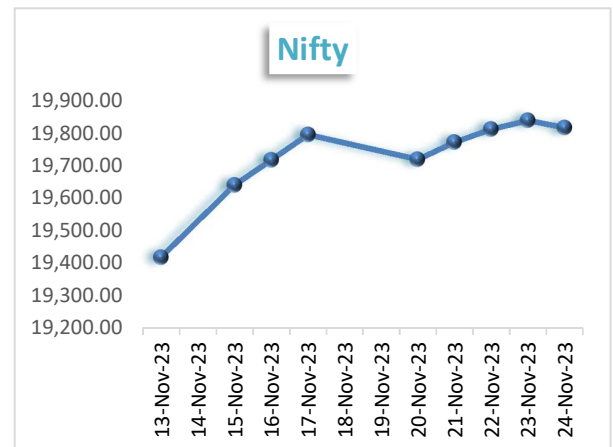 Nifty
19,900.00
19,800.00
19,700.00
19,600.00
19,500.00
19,400.00
19,300.00
19,200.00
13-Nov-23
14-Nov-23
15-Nov-23
16-Nov-23
17-Nov-23
18-Nov-23
19-Nov-23
20-Nov-23
21-Nov-23
22-Nov-23
23-Nov-23
24-Nov-23